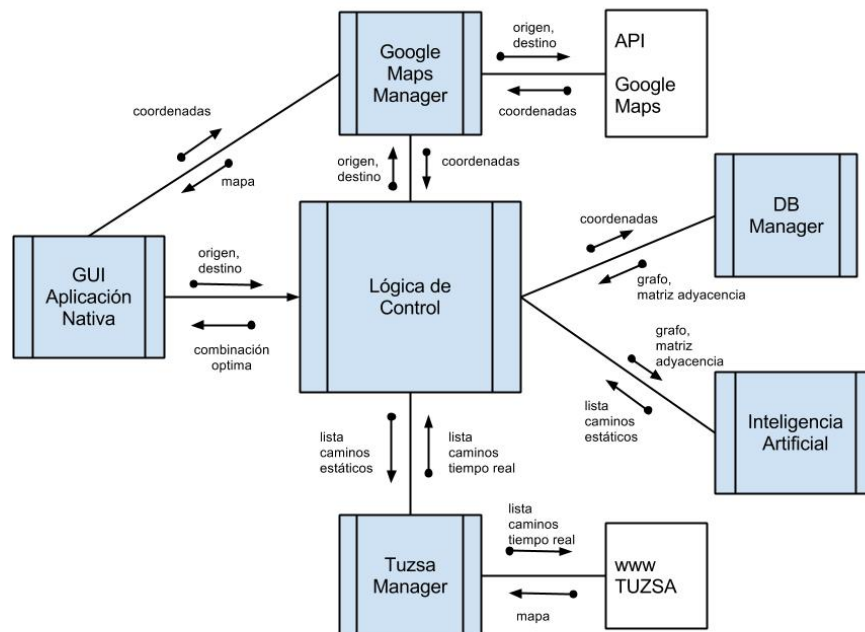 Google
Maps
Manager
origen,
destino
coordenadas
API
Google
Maps
coordenadas
mapa
origen,
destino
coordenadas
GUI
Aplicación
Nativa
origen,
destino
combinación
optima
Lógica de
Control
coordenadas
grafo,
matriz adyacencia
DB
Manager
grafo,
matriz
adyacencia
lista
caminos
estáticos
Inteligencia
Artificial
lista
caminos
estáticos
lista
caminos
tiempo real
Tuzsa
Manager
lista
caminos
tiempo real
mapa
www
TUZSA